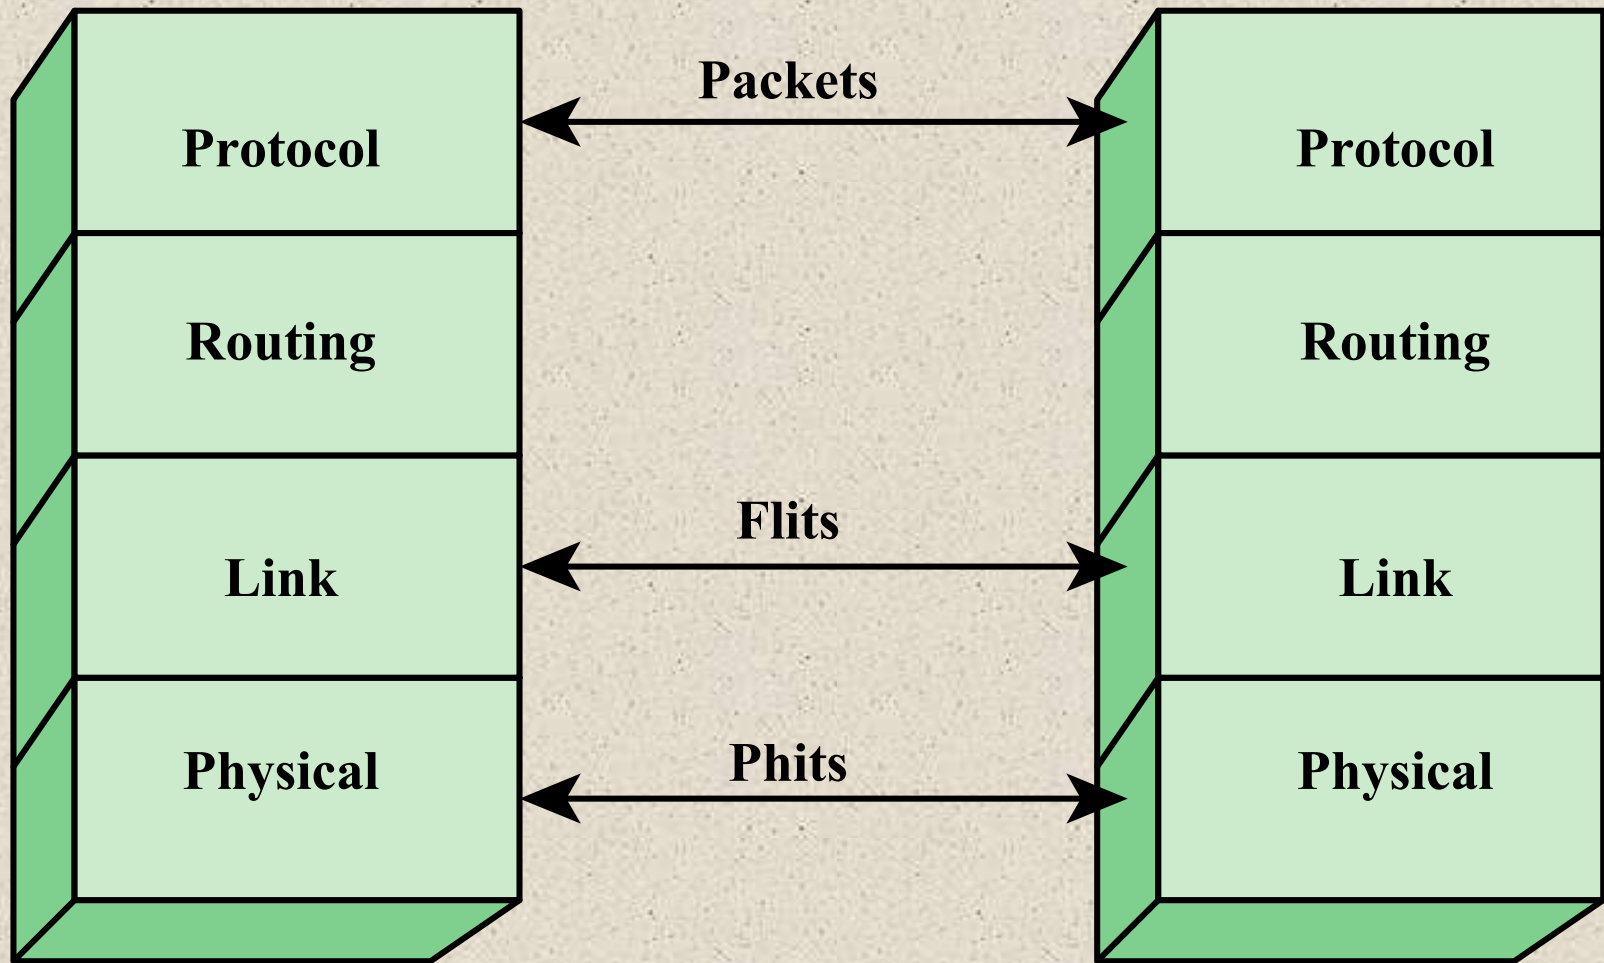 Packets
Protocol
Protocol
Routing
Routing
Flits
Link
Link
Phits
Physical
Physical